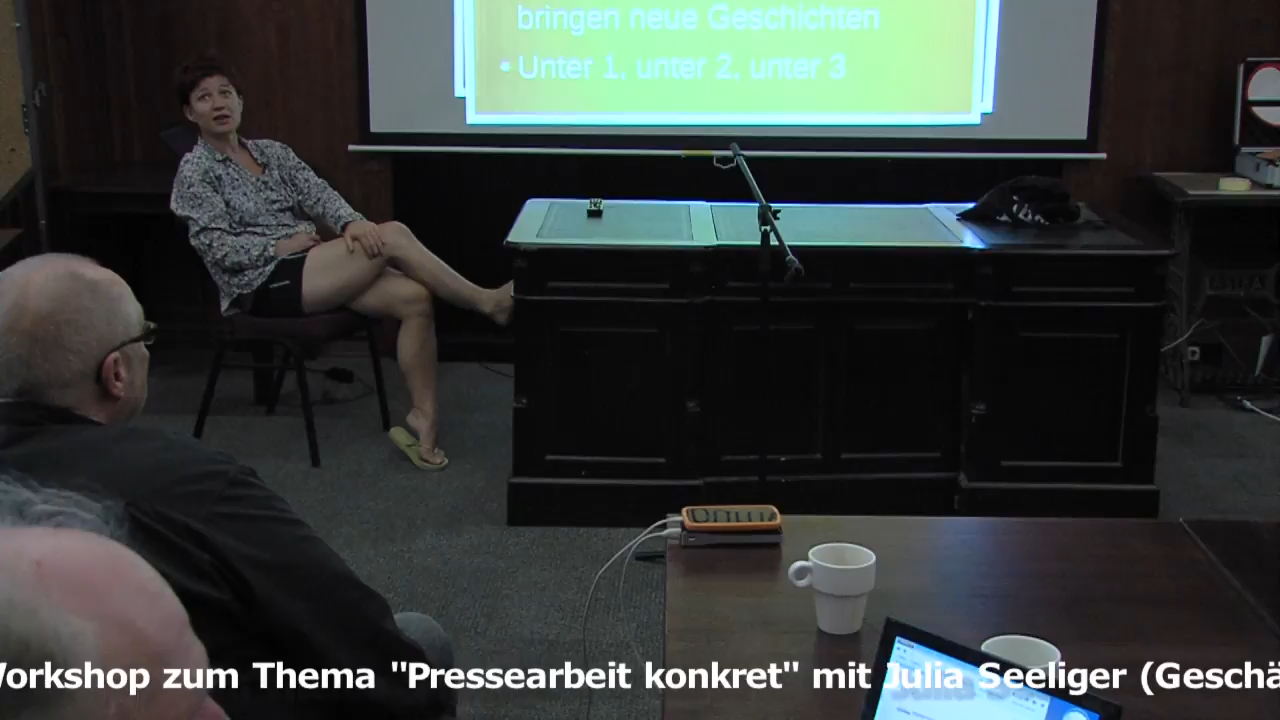 bringen neue Geschichten
• Unter 1, unter 2, unter 3
Workshop zum Thema "Pressearbeit konkret" mit Julia Seeliger (Geschä